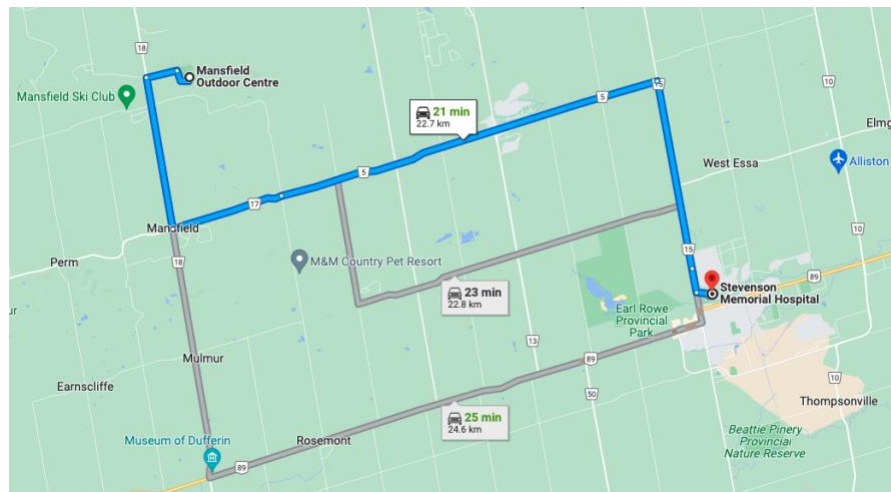 18
Mansfield
Outdoor Centre
Mansfield Ski Club
15
10
5
21 min
22.7 km
Elmg
West Essa
Alliston
5
17
Mansfield
10
Perm
18
M&M Country Pet Resort
15
89
Stevenson
Memorial Hospital
23 min
22.8 km
Earl Rowe
Provincial
Park
ur
Mulmur
13
89
Earnscliffe
50
10
Thompsonville
25 min
24.6 km
Museum of Dufferin
Rosemont
89
Beattie Pinery
Provincial
Nature Reserve